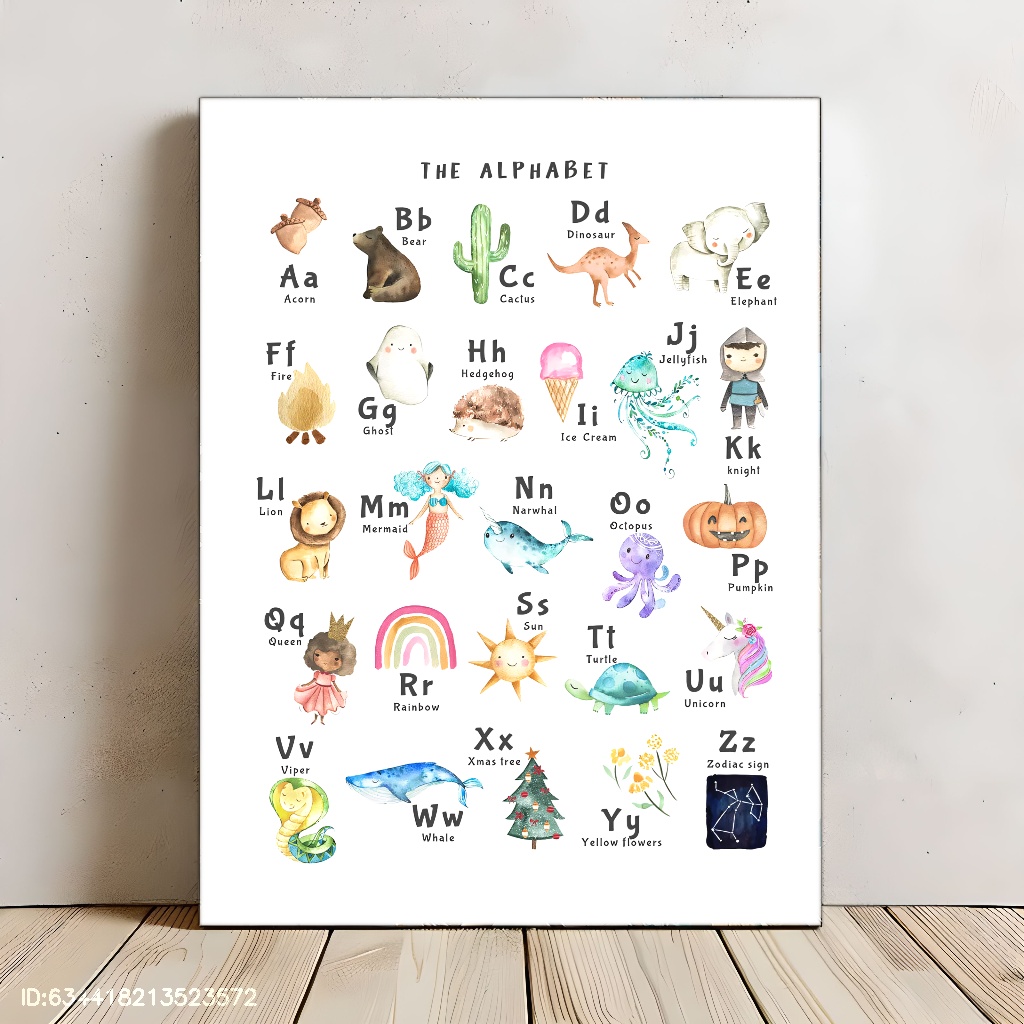 THE ALPHABET
Aa
Acorn
Bb
Bear
Cc
Cactus
Dd
Dinosaur
Ee
Elephant
Ff
Fire
Gg
Ghost
Hh
Hedgehog
Ii
Ice Cream
Jj
Jellyfish
Kk
knight
Ll
Lion
Mm
Mermaid
Nn
Narwhal
Oo
Octopus
Pp
Pumpkin
Qq
Queen
Rr
Rainbow
Ss
Sun
Tt
Turtle
Uu
Unicorn
Vv
Viper
Ww
Whale
Xx
Xmas tree
Yy
Yellow flowers
Zz
Zodiac sign
ID:634418213523572